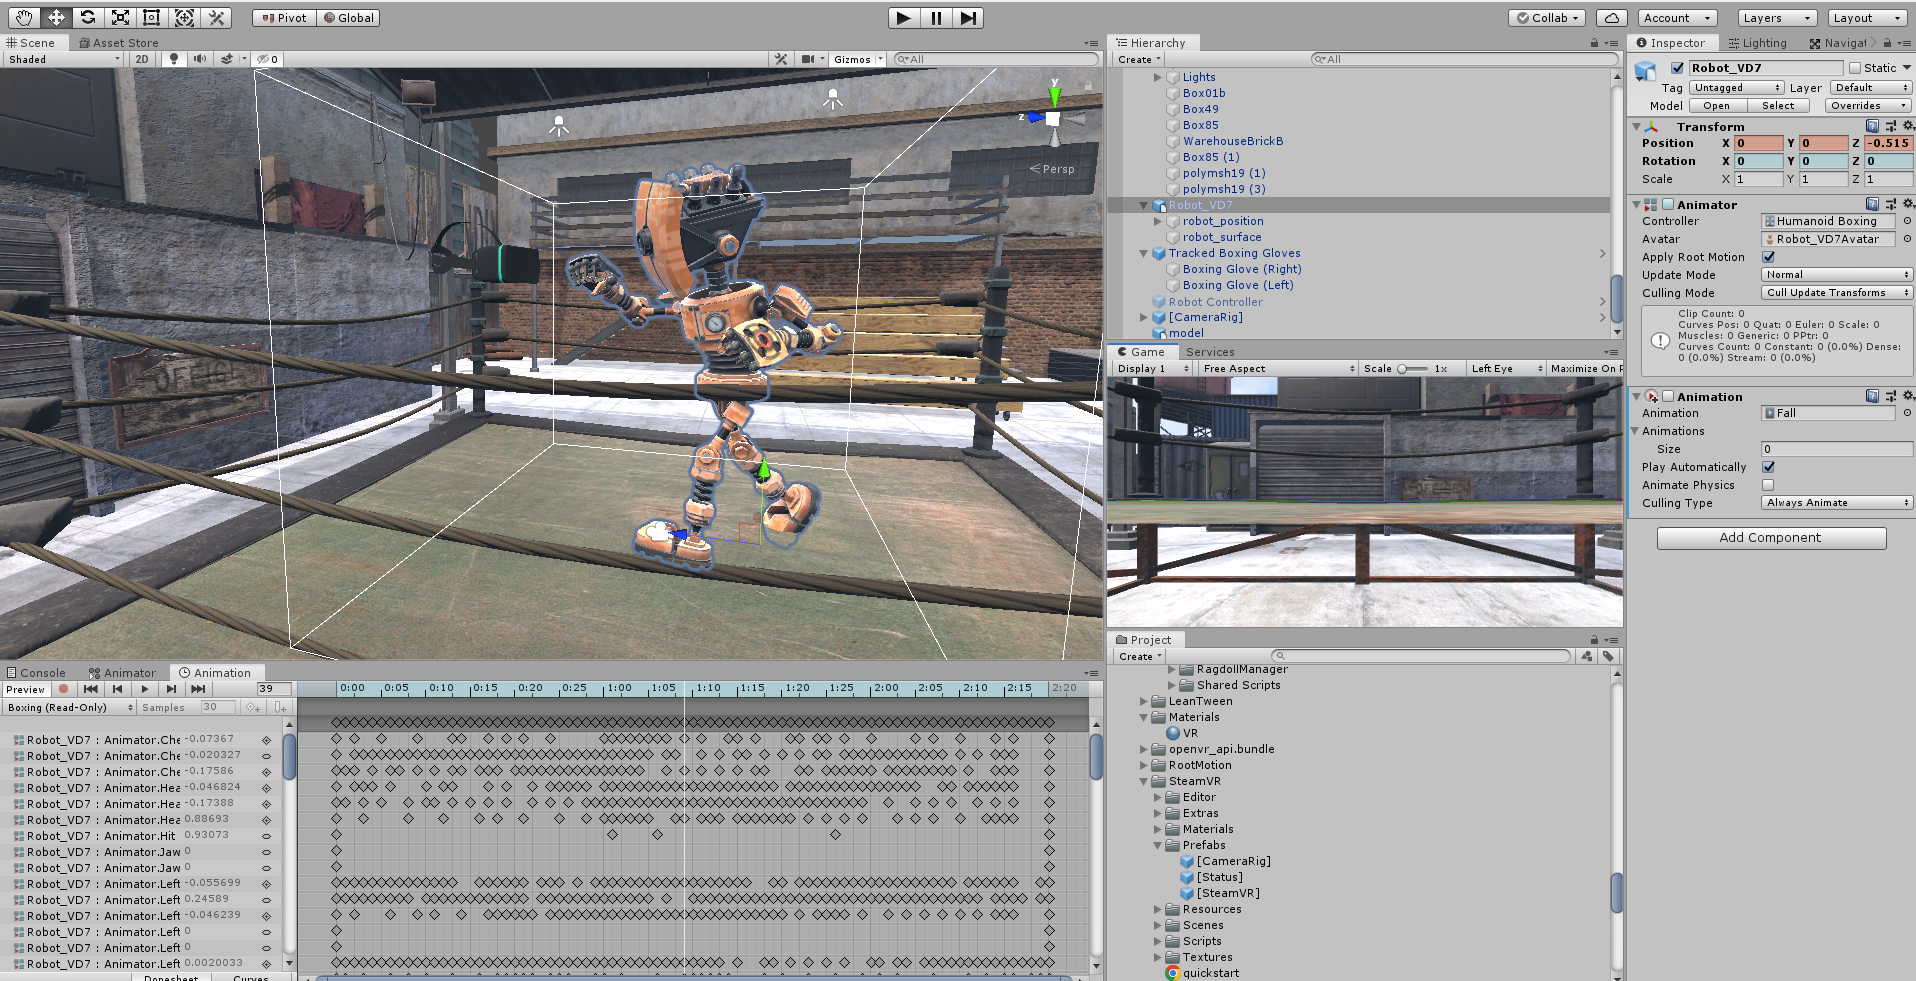 Pivot Global Collab Account Layers Layout
Scene Asset Store
Shaded 2D 0 Gizmos All
y
z
Persp
OFFICE
Hierarchy
Create All
Lights
Box01b
Box49
Box85
WarehouseBrickB
Box85 (1)
polymsh19 (1)
polymsh19 (3)
Robot_VD7
robot_position
robot_surface
Tracked Boxing Gloves
Boxing Glove (Right)
Boxing Glove (Left)
Robot Controller
[CameraRig]
model
Game Services
Display 1 Free Aspect Scale 1x Left Eye Maximize On P
Inspector Lighting Navigat
Robot_VD7 Static
Tag Untagged Layer Default
Model Open Select Overrides
Transform
Position X 0 Y 0 Z -0.515
Rotation X 0 Y 0 Z 0
Scale X 1 Y 1 Z 1
Animator
Controller Humanoid Boxing
Avatar Robot_VD7Avatar
Apply Root Motion
Update Mode Normal
Culling Mode Cull Update Transforms
Clip Count: 0
Curves Pos: 0 Quat: 0 Euler: 0 Scale: 0
Muscles: 0 Generic: 0 PPtr: 0
Curves Count: 0 Constant: 0 (0.0%) Dense:
0 (0.0%) Stream: 0 (0.0%)
Animation
Animation Fall
Animations
Size 0
Play Automatically
Animate Physics
Culling Type Always Animate
Add Component
Project
Create
RagdollManager
Shared Scripts
LeanTween
Materials
VR
openvr_api.bundle
RootMotion
SteamVR
Editor
Extras
Materials
Prefabs
[CameraRig]
[Status]
[SteamVR]
Resources
Scenes
Scripts
Textures
quickstart
Console Animator Animation
Preview 39 0:00 0:05 0:10 0:15 0:20 0:25 1:00 1:05 1:10 1:15 1:20 1:25 2:00 2:05 2:10 2:15 2:20
Boxing (Read-Only) Samples 30
Robot_VD7 : Animator.Che -0.07367
Robot_VD7 : Animator.Che -0.020327
Robot_VD7 : Animator.Che -0.17586
Robot_VD7 : Animator.Hea -0.046824
Robot_VD7 : Animator.Hea -0.17388
Robot_VD7 : Animator.Hea 0.88693
Robot_VD7 : Animator.Hit 0.93073
Robot_VD7 : Animator.Jaw 0
Robot_VD7 : Animator.Jaw 0
Robot_VD7 : Animator.Left -0.055699
Robot_VD7 : Animator.Left 0.24589
Robot_VD7 : Animator.Left -0.046239
Robot_VD7 : Animator.Left 0
Robot_VD7 : Animator.Left 0
Robot_VD7 : Animator.Left 0.0020033
Dopesheet Curves